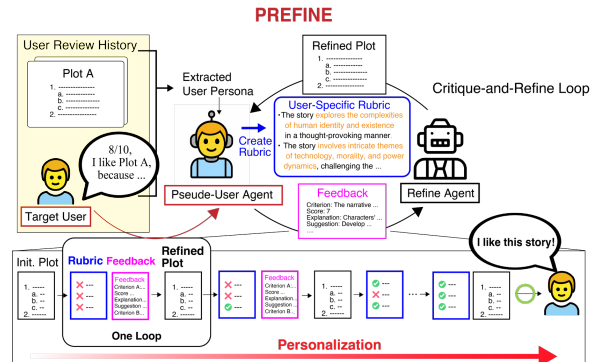 PREFINE
User Review History
Plot A
1. --------------
a. --------------
b. --------------
c. --------------
2. --------------
8/10,
I like Plot A,
because ...
Target User
Extracted
User Persona
Create
Rubric
Pseude-User Agent
Refined Plot
1. --------------
a. --------------
b. --------------
c. --------------
2. --------------
User-Specific Rubric
・The story explores the complexities
of human identity and existence
in a thought-provoking manner
・The story involves intricate themes
of technology, morality, and power
dynamics, challenging the ...
Feedback
Criterion: The narrative ...
Score: 7
Explanation: Characters' ...
Suggestion: Develop ...
....
Critique-and-Refine Loop
Refine Agent
I like this story!
Init. Plot
1. -----
a. --
b. --
c. --
2. ------
Rubric
---
---
---
Feedback
Criterion A:...
Score ...
Explanation...
Suggestion ...
Criterion B...
Refined
Plot
1. -----
a. --
b. --
c. --
2. ------
One Loop
---
---
---
Feedback
Criterion A:...
Score ...
Explanation...
Suggestion ...
Criterion B...
1. -----
a. --
b. --
c. --
2. ------
---
---
---
---
---
---
1. -----
a. --
b. --
c. --
2. ------
Personalization